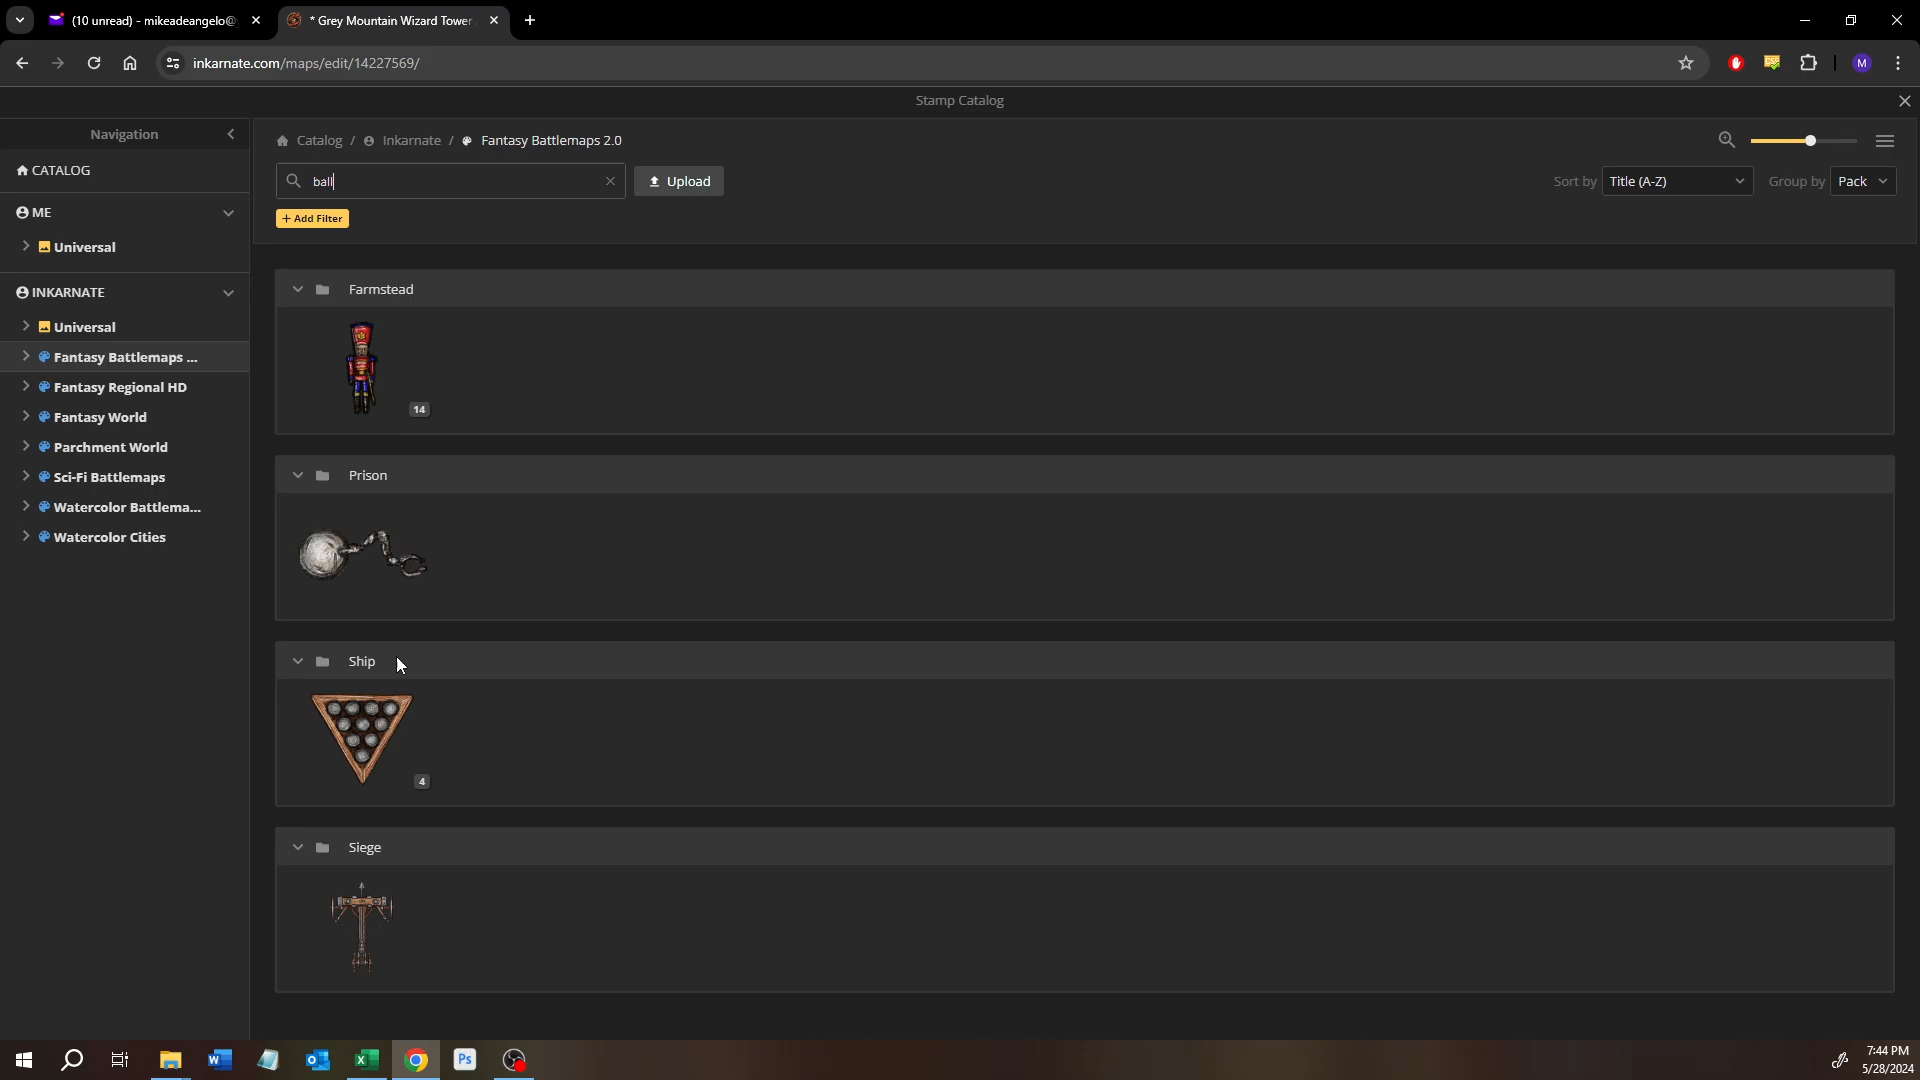 (10 unread) - mikeadeangelo@
* Grey Mountain Wizard Tower
inkarnate.com/maps/edit/14227569/
M
Stamp Catalog
Navigation
Catalog / Inkarnate / Fantasy Battlemaps 2.0
CATALOG
ball
Upload
Sort by Title (A-Z)
Group by Pack
+ Add Filter
ME
Universal
INKARNATE
Universal
Fantasy Battlemaps ...
Fantasy Regional HD
Fantasy World
Parchment World
Sci-Fi Battlemaps
Watercolor Battlema...
Watercolor Cities
Farmstead
14
Prison
Ship
4
Siege
7:44 PM
5/28/2024